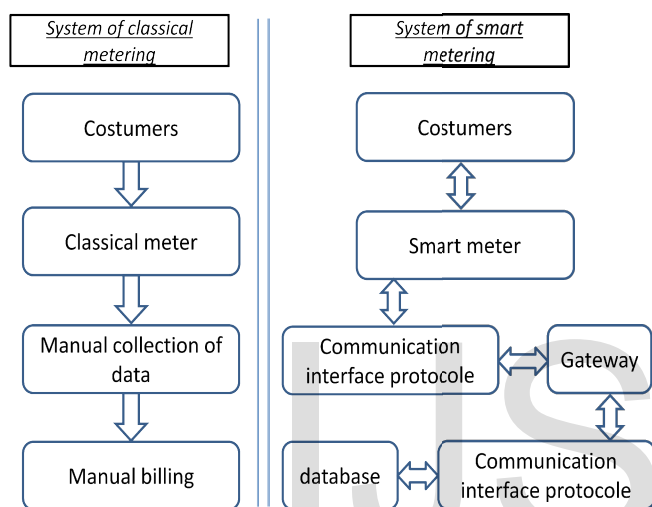 System of classical
metering
Costumers
Classical meter
Manual collection of
data
Manual billing
System of smart
metering
Costumers
Smart meter
Communication
interface protocole
Gateway
Communication
interface protocole
database
IJS